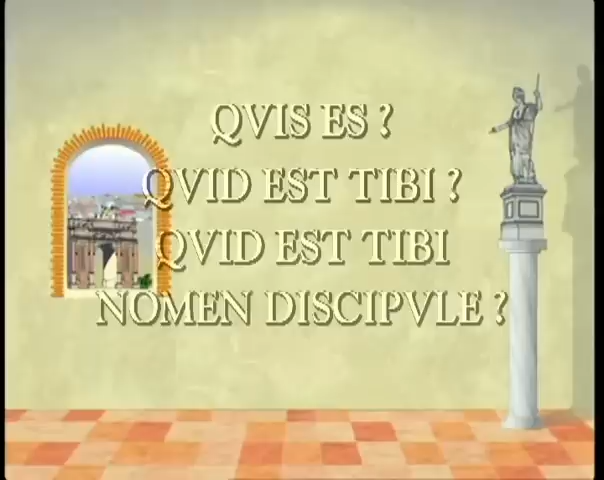 QVIS ES ?
QVID EST TIBI ?
QVID EST TIBI
NOMEN DISCIPVLE ?